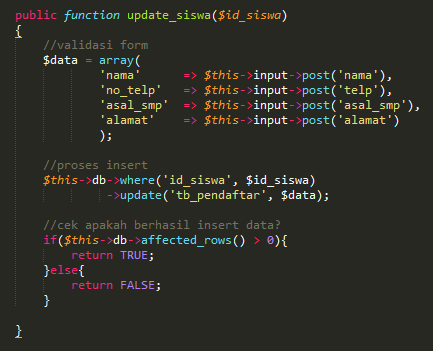 public function update_siswa($id_siswa)
{
    //validasi form
    $data = array(
            'nama'      => $this->input->post('nama'),
            'no_telp'   => $this->input->post('telp'),
            'asal_smp'  => $this->input->post('asal_smp'),
            'alamat'    => $this->input->post('alamat')
            );

    //proses insert
    $this->db->where('id_siswa', $id_siswa)
             ->update('tb_pendaftar', $data);

    //cek apakah berhasil insert data?
    if($this->db->affected_rows() > 0){
        return TRUE;
    }else{
        return FALSE;
    }

}